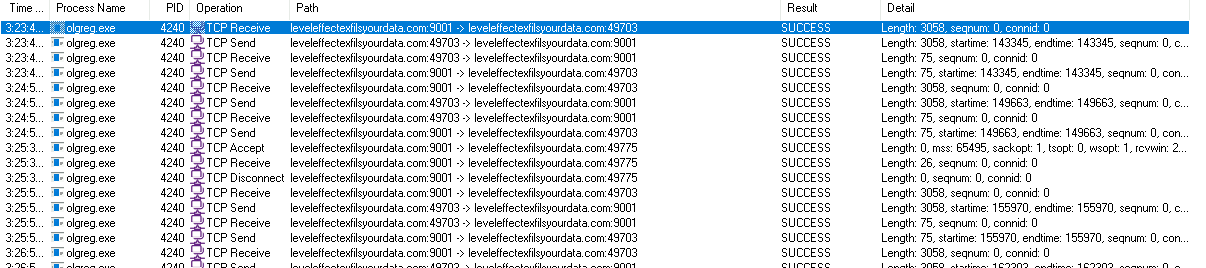 Time ... Process Name PID Operation Path Result Detail
3:23:4... olgreg.exe 4240 TCP Receive leveleffectexfilsyourdata.com:9001 -> leveleffectexfilsyourdata.com:49703 SUCCESS Length: 3058, seqnum: 0, connid: 0
3:23:4... olgreg.exe 4240 TCP Send leveleffectexfilsyourdata.com:49703 -> leveleffectexfilsyourdata.com:9001 SUCCESS Length: 3058, startime: 143345, endtime: 143345, seqnum: 0, c...
3:23:4... olgreg.exe 4240 TCP Receive leveleffectexfilsyourdata.com:49703 -> leveleffectexfilsyourdata.com:9001 SUCCESS Length: 75, seqnum: 0, connid: 0
3:23:4... olgreg.exe 4240 TCP Send leveleffectexfilsyourdata.com:9001 -> leveleffectexfilsyourdata.com:49703 SUCCESS Length: 75, startime: 143345, endtime: 143345, seqnum: 0, con...
3:24:5... olgreg.exe 4240 TCP Receive leveleffectexfilsyourdata.com:9001 -> leveleffectexfilsyourdata.com:49703 SUCCESS Length: 3058, seqnum: 0, connid: 0
3:24:5... olgreg.exe 4240 TCP Send leveleffectexfilsyourdata.com:49703 -> leveleffectexfilsyourdata.com:9001 SUCCESS Length: 3058, startime: 149663, endtime: 149663, seqnum: 0, c...
3:24:5... olgreg.exe 4240 TCP Receive leveleffectexfilsyourdata.com:49703 -> leveleffectexfilsyourdata.com:9001 SUCCESS Length: 75, seqnum: 0, connid: 0
3:24:5... olgreg.exe 4240 TCP Send leveleffectexfilsyourdata.com:9001 -> leveleffectexfilsyourdata.com:49703 SUCCESS Length: 75, startime: 149663, endtime: 149663, seqnum: 0, con...
3:25:3... olgreg.exe 4240 TCP Accept leveleffectexfilsyourdata.com:9001 -> leveleffectexfilsyourdata.com:49775 SUCCESS Length: 0, mss: 65495, sackopt: 1, tsopt: 0, wsopt: 1, rcvwin: 2...
3:25:3... olgreg.exe 4240 TCP Receive leveleffectexfilsyourdata.com:9001 -> leveleffectexfilsyourdata.com:49775 SUCCESS Length: 26, seqnum: 0, connid: 0
3:25:3... olgreg.exe 4240 TCP Disconnect leveleffectexfilsyourdata.com:9001 -> leveleffectexfilsyourdata.com:49775 SUCCESS Length: 0, seqnum: 0, connid: 0
3:25:5... olgreg.exe 4240 TCP Receive leveleffectexfilsyourdata.com:9001 -> leveleffectexfilsyourdata.com:49703 SUCCESS Length: 3058, seqnum: 0, connid: 0
3:25:5... olgreg.exe 4240 TCP Send leveleffectexfilsyourdata.com:49703 -> leveleffectexfilsyourdata.com:9001 SUCCESS Length: 3058, startime: 155970, endtime: 155970, seqnum: 0, c...
3:25:5... olgreg.exe 4240 TCP Receive leveleffectexfilsyourdata.com:49703 -> leveleffectexfilsyourdata.com:9001 SUCCESS Length: 75, seqnum: 0, connid: 0
3:25:5... olgreg.exe 4240 TCP Send leveleffectexfilsyourdata.com:9001 -> leveleffectexfilsyourdata.com:49703 SUCCESS Length: 75, startime: 155970, endtime: 155970, seqnum: 0, con...
3:26:5... olgreg.exe 4240 TCP Receive leveleffectexfilsyourdata.com:9001 -> leveleffectexfilsyourdata.com:49703 SUCCESS Length: 3058, seqnum: 0, connid: 0
3:26:5... olgreg.exe 4240 TCP Send leveleffectexfilsyourdata.com:49703 -> leveleffectexfilsyourdata.com:9001 SUCCESS Length: 3058, startime: 162303, endtime: 162303, seqnum: 0, c...